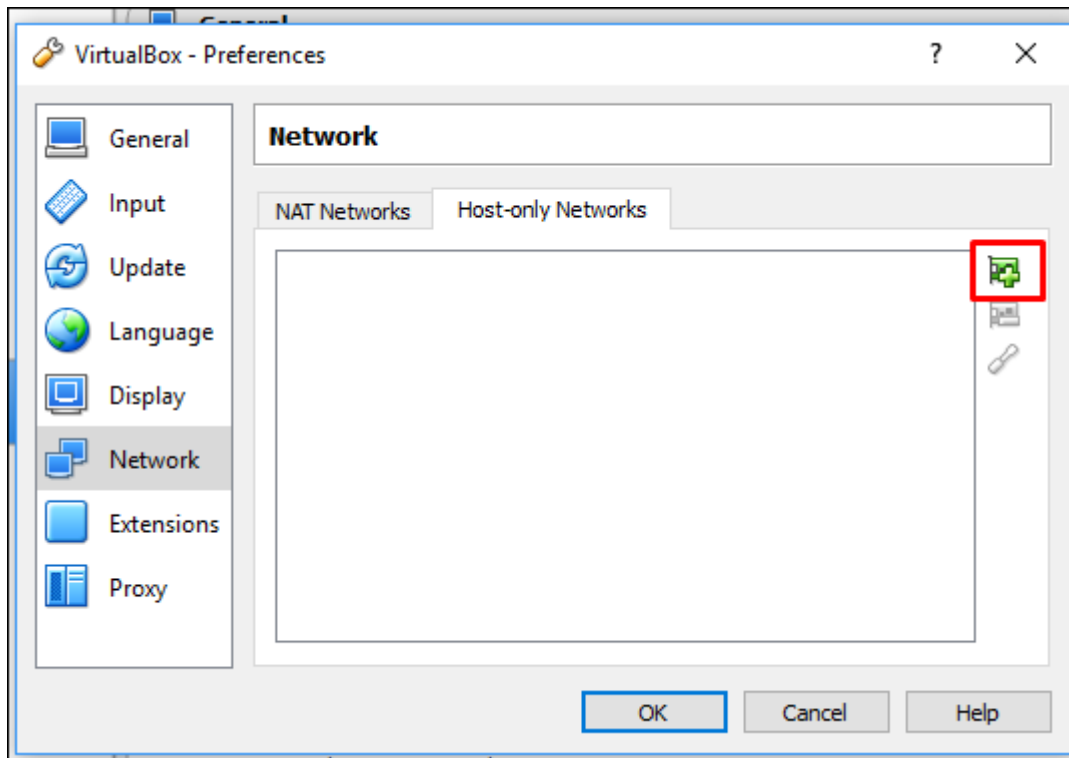 General
VirtualBox - Preferences
?
General
Input
Update
Language
Display
Network
Extensions
Proxy
Network
NAT Networks
Host-only Networks
OK
Cancel
Help